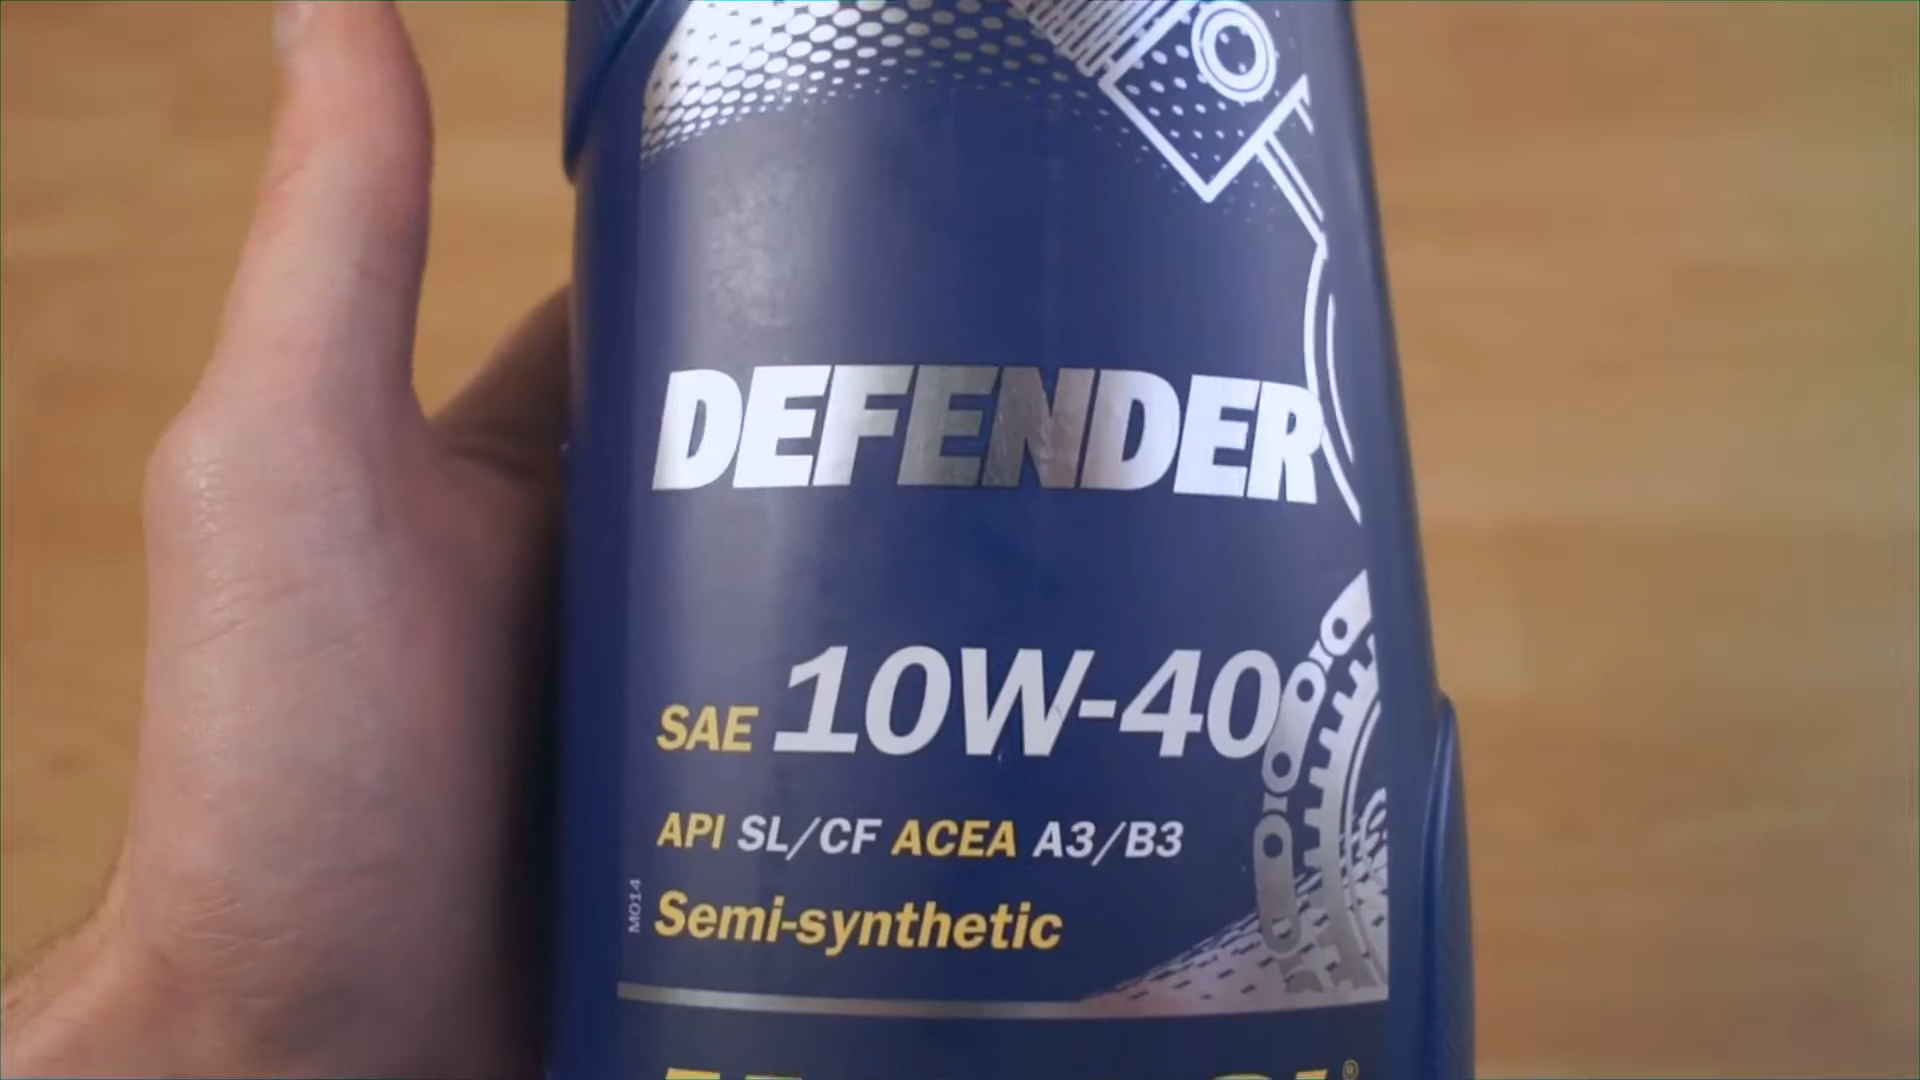 DEFENDER
SAE 10W-40
API SL/CF ACEA A3/B3
Semi-synthetic
M014
®